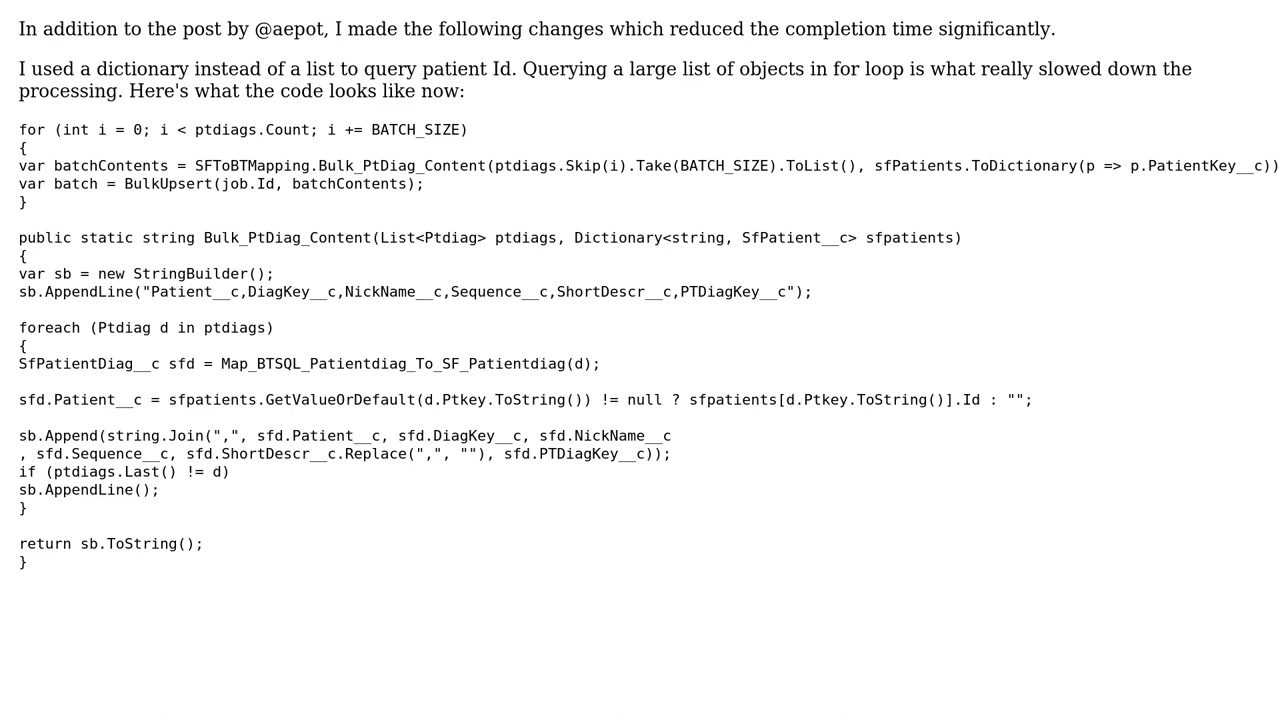 In addition to the post by @aepot, I made the following changes which reduced the completion time significantly.
I used a dictionary instead of a list to query patient Id. Querying a large list of objects in for loop is what really slowed down the
processing. Here's what the code looks like now:
for (int i = 0; i < ptdiags.Count; i += BATCH_SIZE)
{
var batchContents = SFToBTMapping.Bulk_PtDiag_Content(ptdiags.Skip(i).Take(BATCH_SIZE).ToList(), sfPatients.ToDictionary(p => p.PatientKey__c))
var batch = BulkUpsert(job.Id, batchContents);
}
public static string Bulk_PtDiag_Content(List<Ptdiag> ptdiags, Dictionary<string, SfPatient__c> sfpatients)
{
var sb = new StringBuilder();
sb.AppendLine("Patient__c,DiagKey__c,NickName__c,Sequence__c,ShortDescr__c,PTDiagKey__c");
foreach (Ptdiag d in ptdiags)
{
SfPatientDiag__c sfd = Map_BTSQL_Patientdiag_To_SF_Patientdiag(d);
sfd.Patient__c = sfpatients.GetValueOrDefault(d.Ptkey.ToString()) != null ? sfpatients[d.Ptkey.ToString()].Id : "";
sb.Append(string.Join(",", sfd.Patient__c, sfd.DiagKey__c, sfd.NickName__c
, sfd.Sequence__c, sfd.ShortDescr__c.Replace(",", ""), sfd.PTDiagKey__c));
if (ptdiags.Last() != d)
sb.AppendLine();
}
return sb.ToString();
}